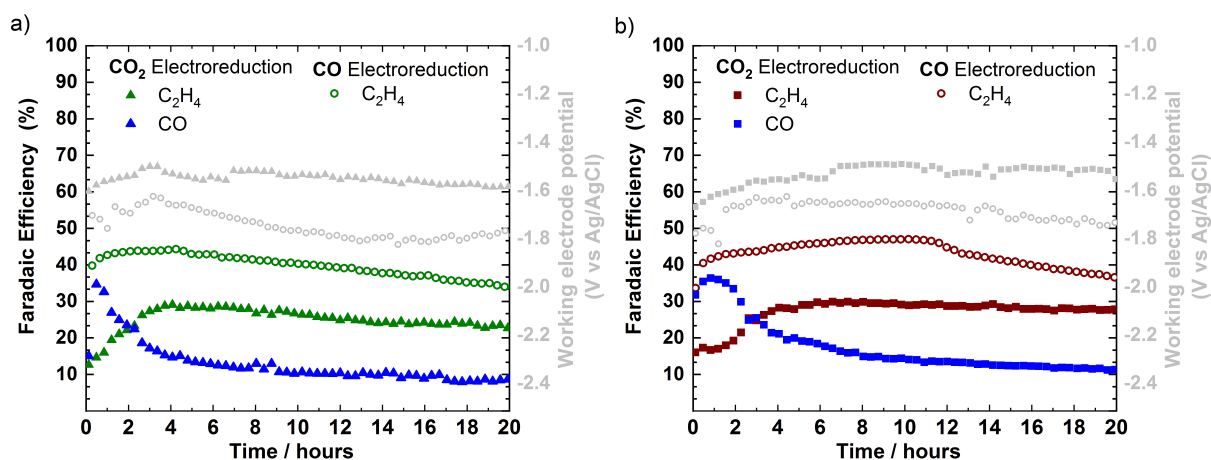 a)
Faradaic Efficiency (%)
100
90
80
70
60
50
40
30
20
10
CO₂ Electroreduction
C₂H₄
CO
CO Electroreduction
C₂H₄
-1.0
-1.2
-1.4
-1.6
-1.8
-2.0
-2.2
-2.4
Working electrode potential
(V vs Ag/AgCl)
0 2 4 6 8 10 12 14 16 18 20
Time / hours
b)
Faradaic Efficiency (%)
100
90
80
70
60
50
40
30
20
10
CO₂ Electroreduction
C₂H₄
CO
CO Electroreduction
C₂H₄
-1.0
-1.2
-1.4
-1.6
-1.8
-2.0
-2.2
-2.4
Working electrode potential
(V vs Ag/AgCl)
0 2 4 6 8 10 12 14 16 18 20
Time / hours